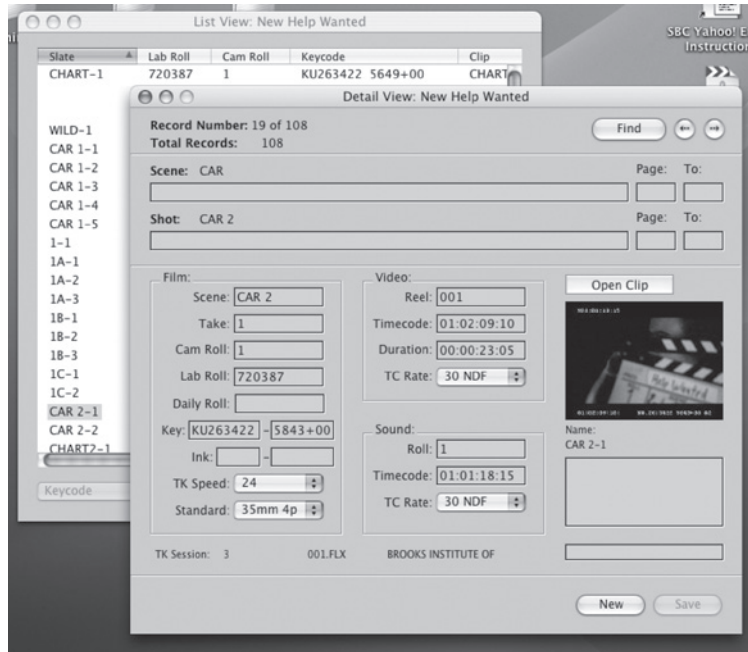 List View: New Help Wanted
SBC Yahoo! E
Instruction
Slate Lab Roll Cam Roll Keycode Clip
CHART-1 720387 1 KU263422 5649+00 CHART
Detail View: New Help Wanted
Record Number: 19 of 108
Total Records: 108
Find
WILD-1
CAR 1-1
CAR 1-2
CAR 1-3
CAR 1-4
CAR 1-5
1-1
1A-1
1A-2
1A-3
1B-1
1B-2
1B-3
1C-1
1C-2
CAR 2-1
CAR 2-2
CHART2-1
Keycode
Scene: CAR Page: To:
Shot: CAR 2 Page: To:
Film:
Scene: CAR 2
Take: 1
Cam Roll: 1
Lab Roll: 720387
Daily Roll:
Key: KU263422 - 5843+00
Ink: -
TK Speed: 24
Standard: 35mm 4p
Video:
Reel: 001
Timecode: 01:02:09:10
Duration: 00:00:23:05
TC Rate: 30 NDF
Sound:
Roll: 1
Timecode: 01:01:18:15
TC Rate: 30 NDF
Open Clip
Help Wanted
Name:
CAR 2-1
TK Session: 3 001.FLX BROOKS INSTITUTE OF
New Save